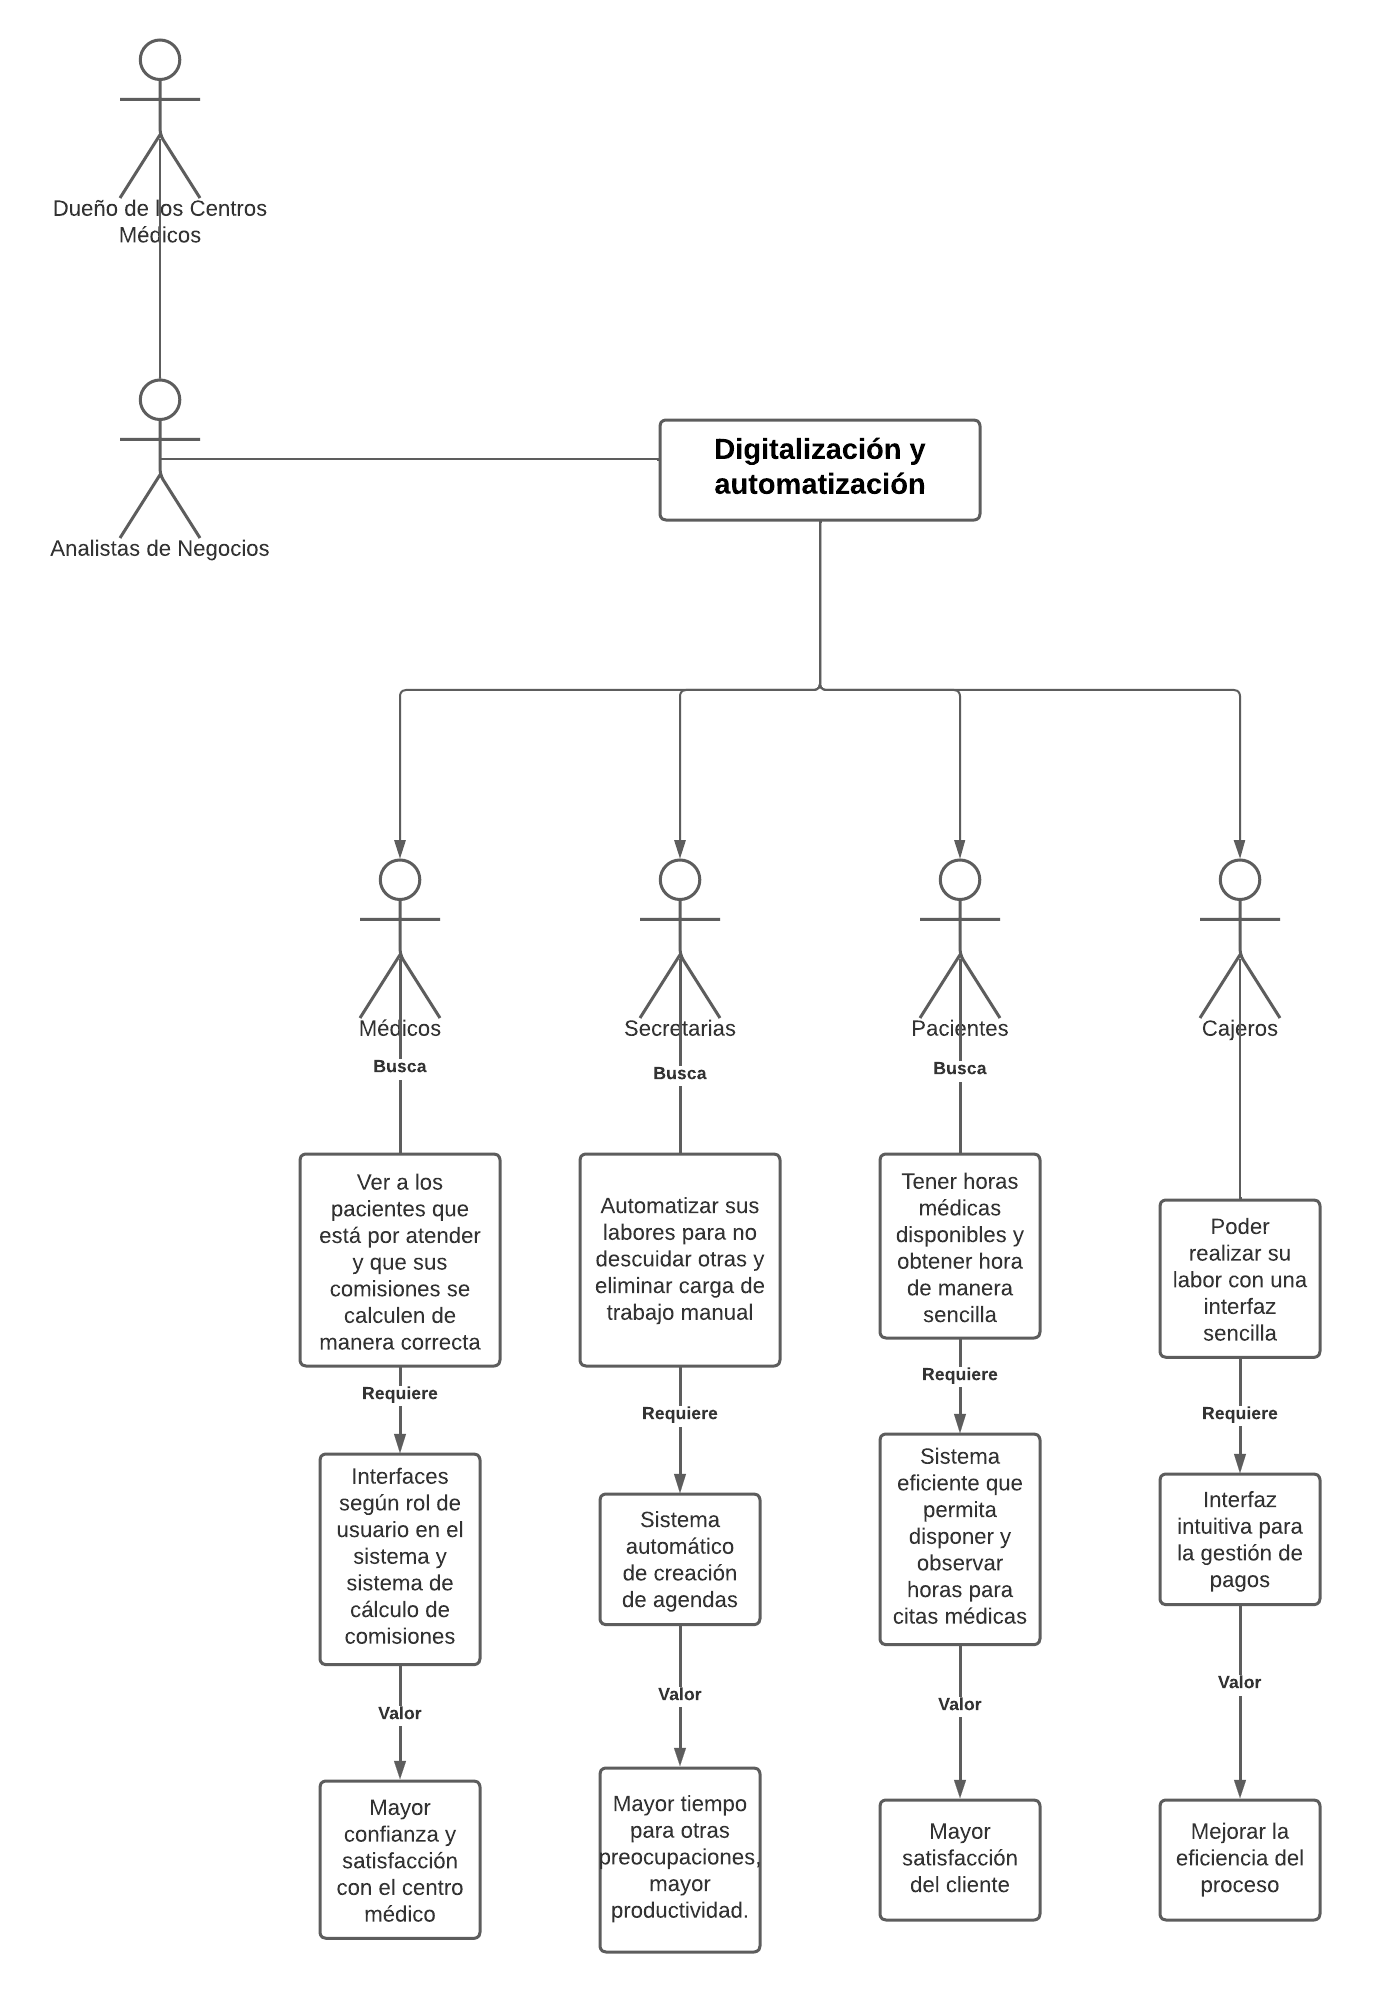 Dueño de los Centros
Médicos
Analistas de Negocios
Digitalización y
automatización
Médicos
Busca
Ver a los
pacientes que
está por atender
y que sus
comisiones se
calculen de
manera correcta
Requiere
Interfaces
según rol de
usuario en el
sistema y
sistema de
cálculo de
comisiones
Valor
Mayor
confianza y
satisfacción
con el centro
médico
Secretarias
Busca
Automatizar sus
labores para no
descuidar otras y
eliminar carga de
trabajo manual
Requiere
Sistema
automático
de creación
de agendas
Valor
Mayor tiempo
para otras
preocupaciones,
mayor
productividad.
Pacientes
Busca
Tener horas
médicas
disponibles y
obtener hora
de manera
sencilla
Requiere
Sistema
eficiente que
permita
disponer y
observar
horas para
citas médicas
Valor
Mayor
satisfacción
del cliente
Cajeros
Poder
realizar su
labor con una
interfaz
sencilla
Requiere
Interfaz
intuitiva para
la gestión de
pagos
Valor
Mejorar la
eficiencia del
proceso